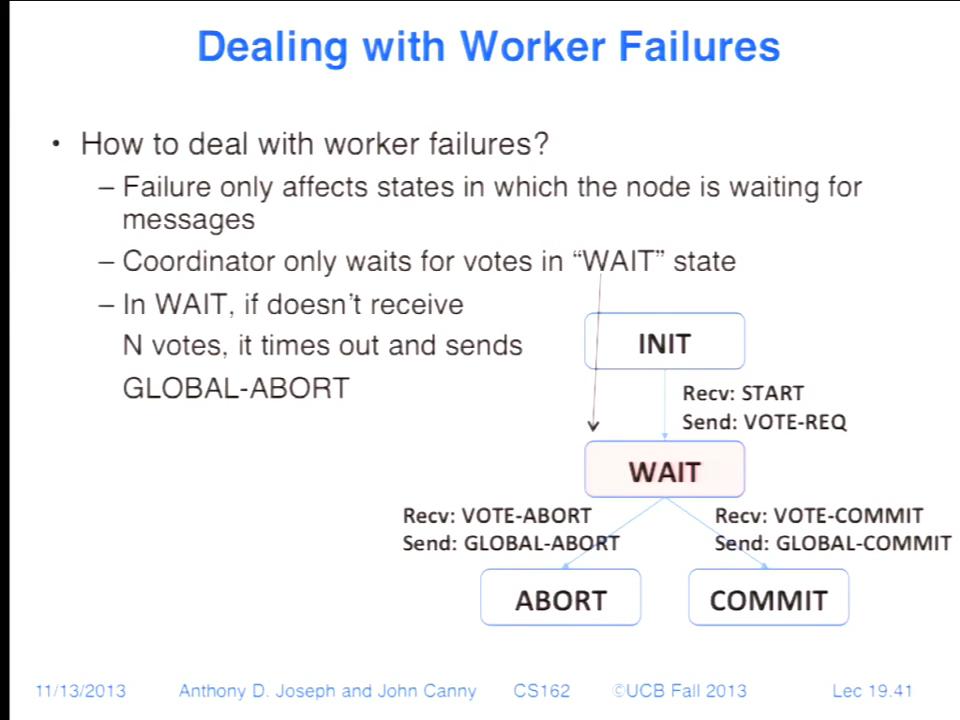 Dealing with Worker Failures
• How to deal with worker failures?
– Failure only affects states in which the node is waiting for
messages
– Coordinator only waits for votes in “WAIT” state
– In WAIT, if doesn’t receive
N votes, it times out and sends
GLOBAL-ABORT
INIT
Recv: START
Send: VOTE-REQ
WAIT
Recv: VOTE-ABORT
Send: GLOBAL-ABORT
Recv: VOTE-COMMIT
Send: GLOBAL-COMMIT
ABORT
COMMIT
11/13/2013 Anthony D. Joseph and John Canny CS162 ©UCB Fall 2013 Lec 19.41